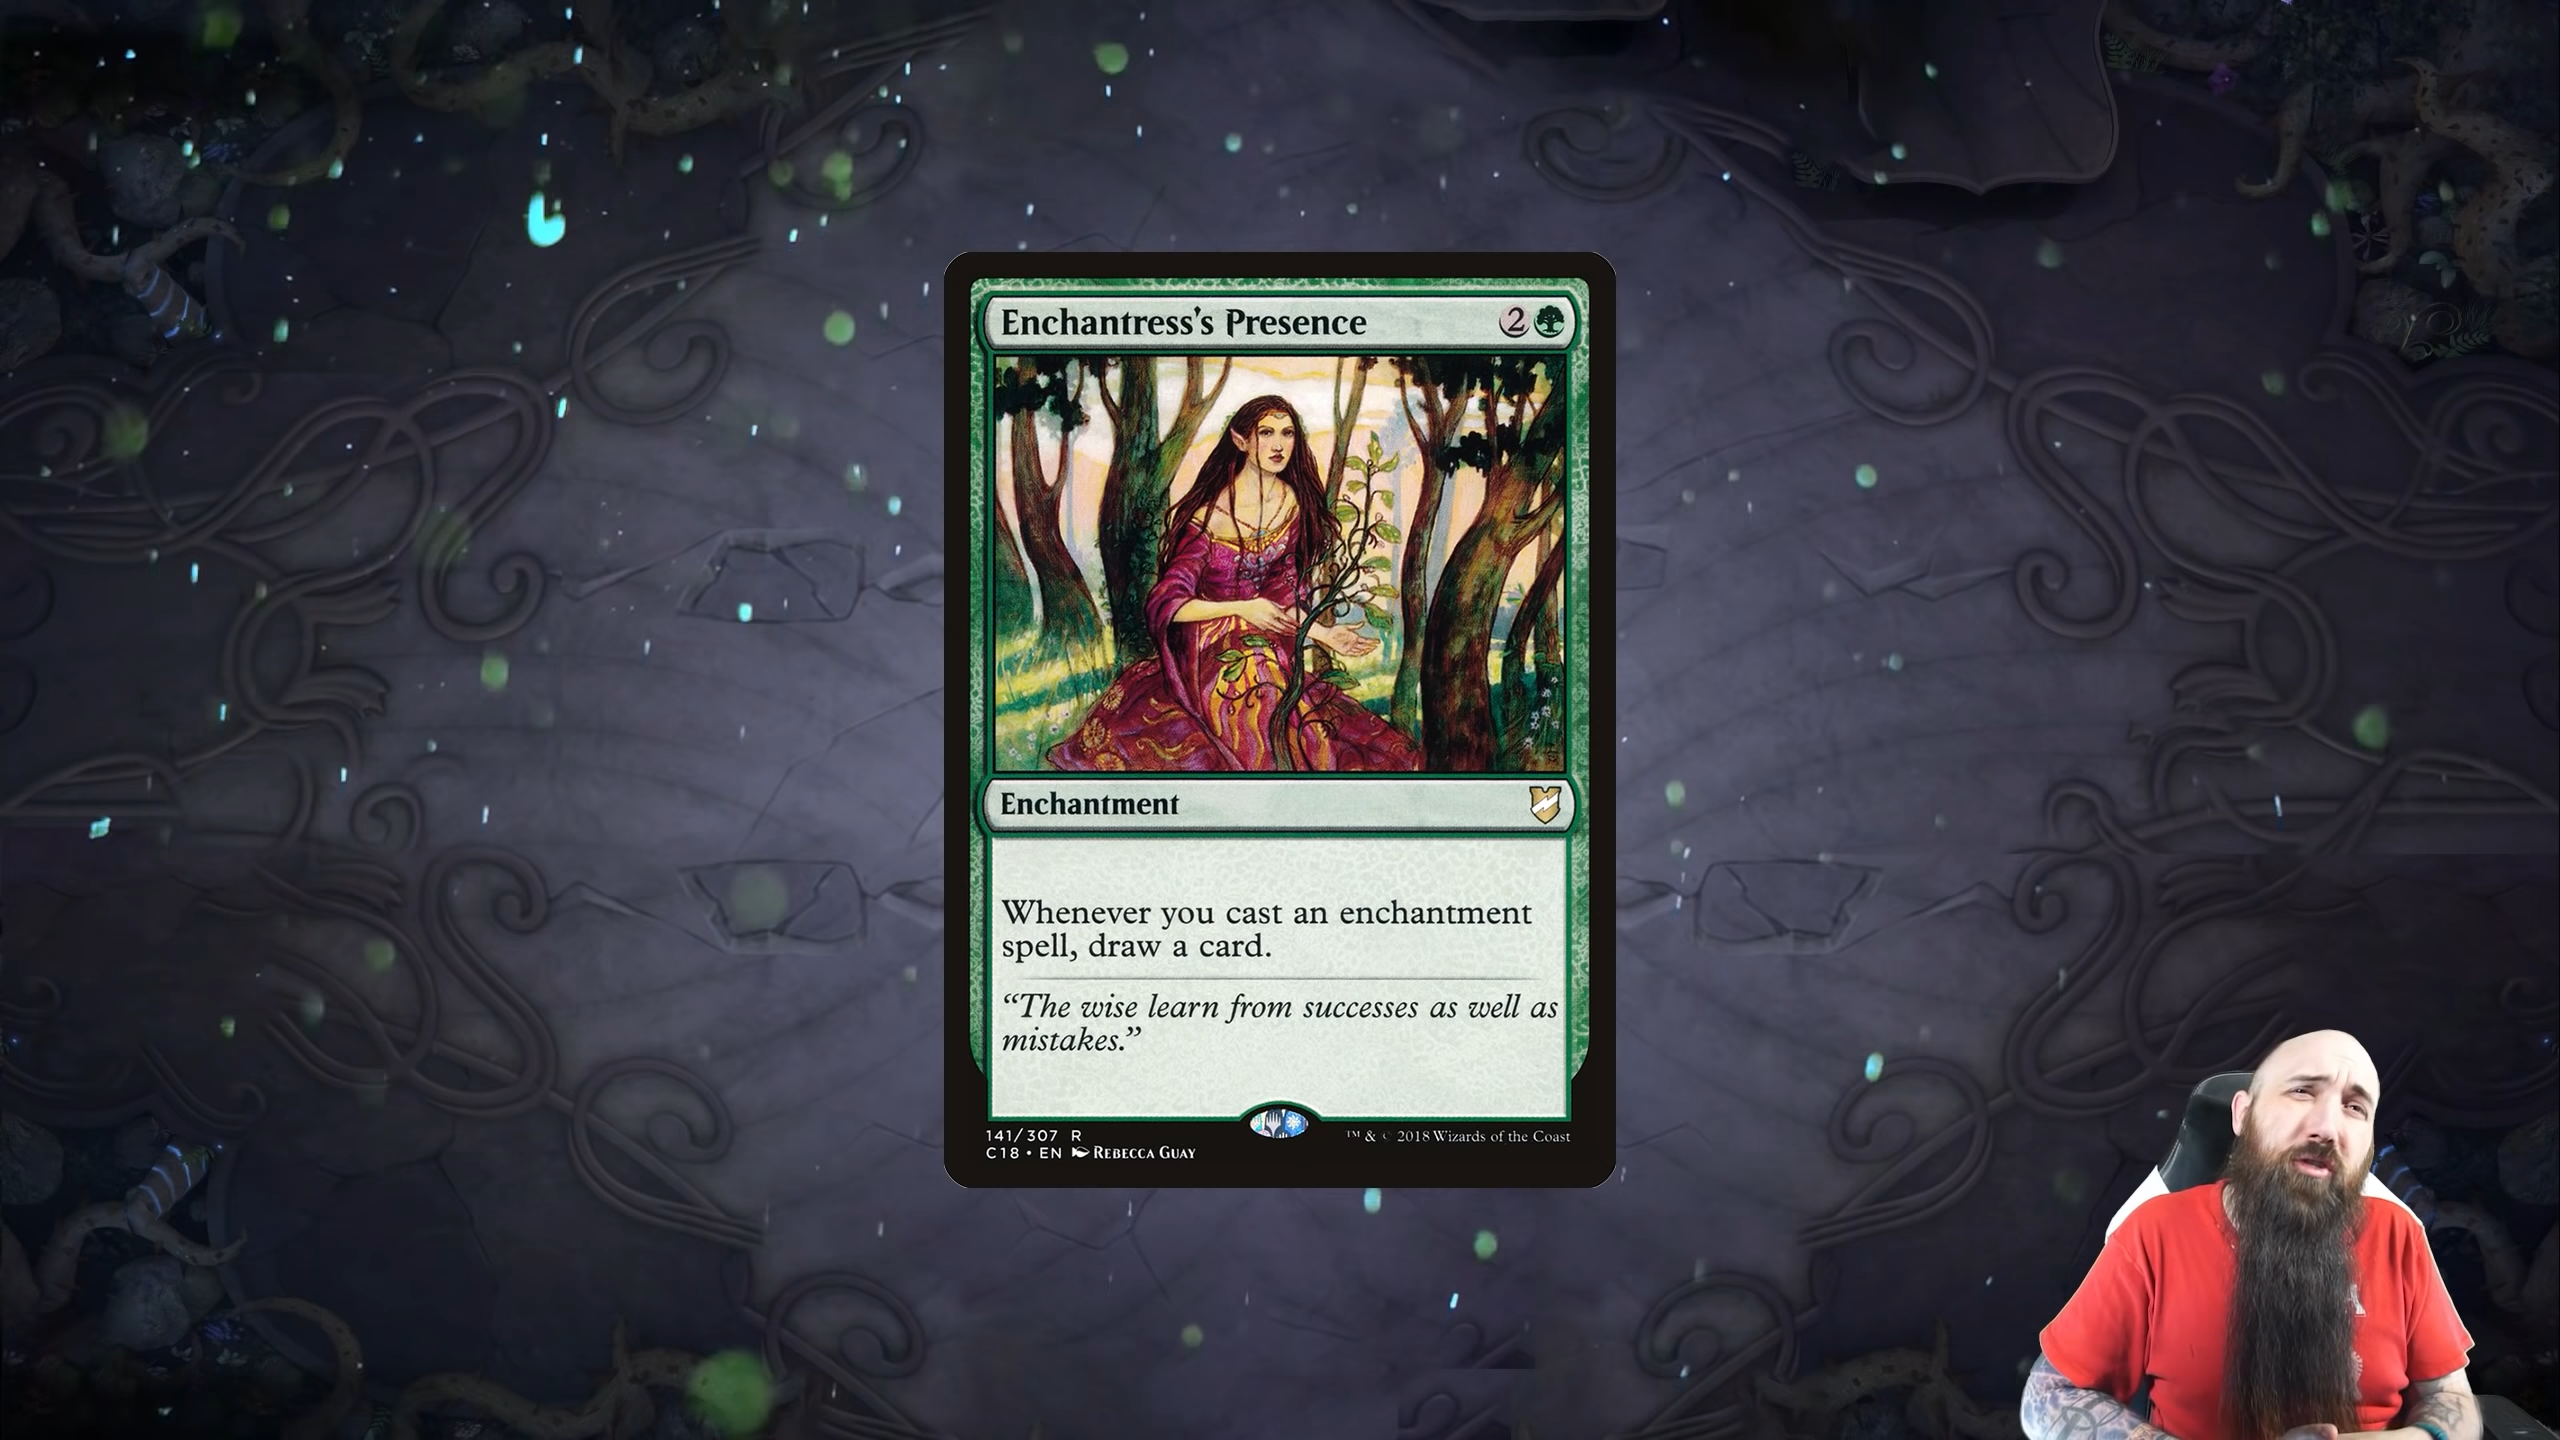 Enchantress's Presence 2
Enchantment
Whenever you cast an enchantment
spell, draw a card.
“The wise learn from successes as well as
mistakes.”
141/307 R
C18 • EN Rebecca Guay
™ & © 2018 Wizards of the Coast